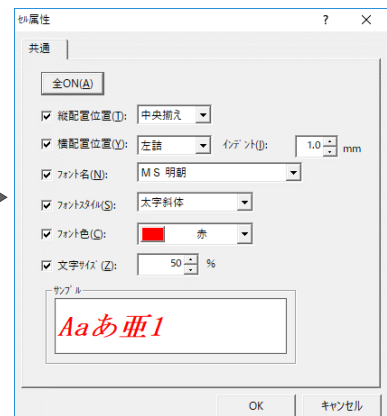 ｾﾙ属性 ? ×
共通
全ON(A)
縦配置位置(T): 中央揃え
横配置位置(Y): 左詰 ｲﾝﾃﾞﾝﾄ(I): 1.0 mm
ﾌｫﾝﾄ名(N): ＭＳ 明朝
ﾌｫﾝﾄｽﾀｲﾙ(S): 太字斜体
ﾌｫﾝﾄ色(C): 赤
文字ｻｲｽﾞ(Z): 50 %
ｻﾝﾌﾟﾙ
Aaあ亜1
OK ｷｬﾝｾﾙ